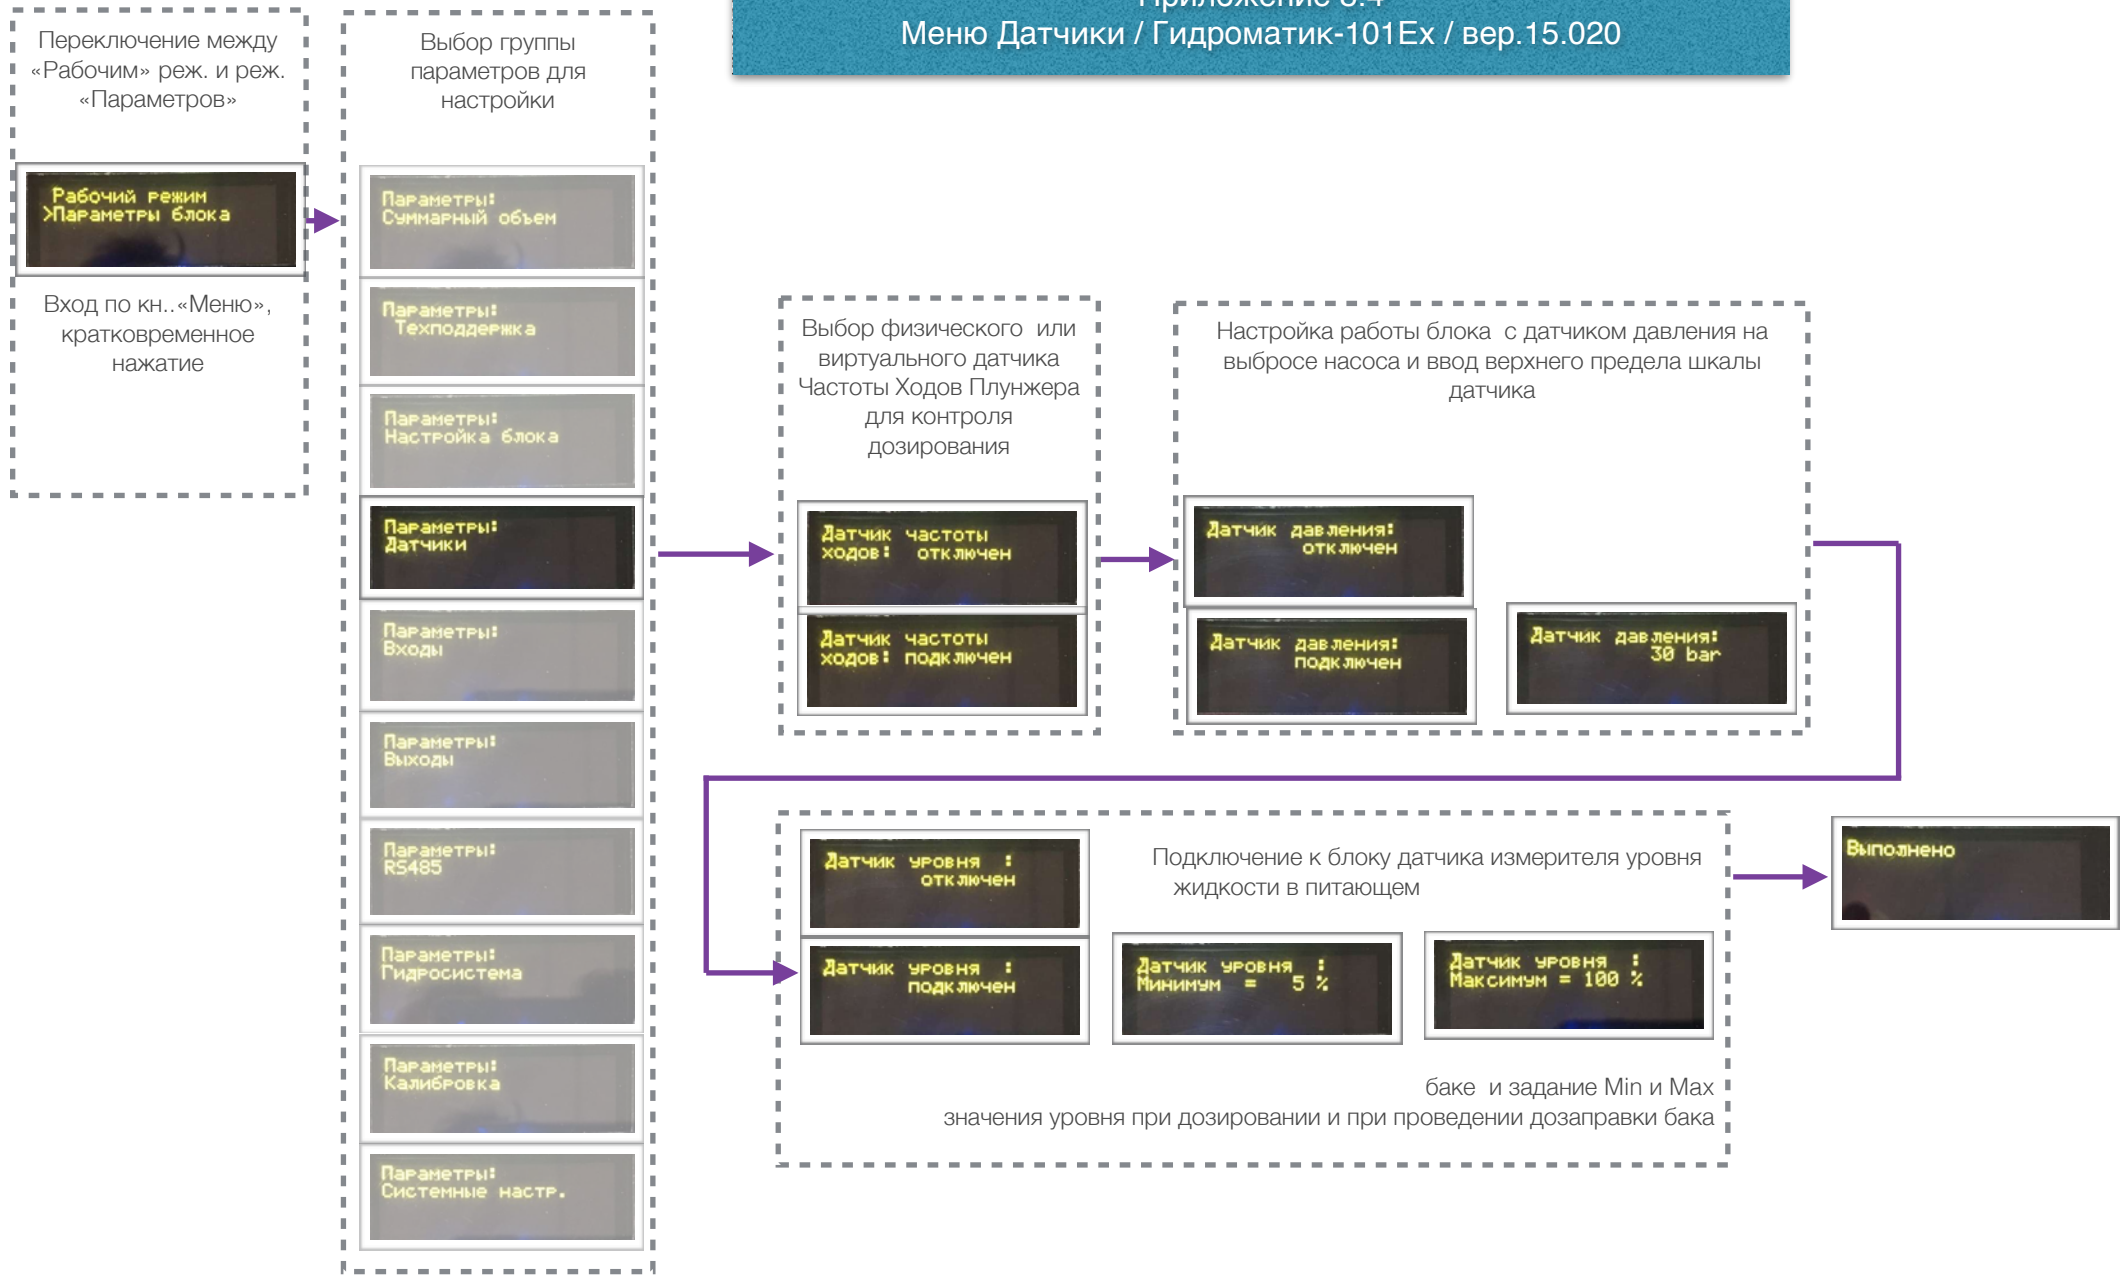 Приложение 3.4
Меню Датчики / Гидроматик-101Ех / вер.15.020
Переключение между
«Рабочим» реж. и реж.
«Параметров»
Рабочий режим
>Параметры блока
Вход по кн..«Меню»,
кратковременное
нажатие
Выбор группы
параметров для
настройки
Параметры:
Суммарный объем
Параметры:
Техподдержка
Параметры:
Настройка блока
Параметры:
Датчики
Параметры:
Входы
Параметры:
Выходы
Параметры:
RS485
Параметры:
Гидросистема
Параметры:
Калибровка
Параметры:
Системные настр.
Выбор физического или
виртуального датчика
Частоты Ходов Плунжера
для контроля
дозирования
Датчик частоты
ходов: отключен
Датчик частоты
ходов: подключен
Настройка работы блока с датчиком давления на
выбросе насоса и ввод верхнего предела шкалы
датчика
Датчик давления:
отключен
Датчик давления:
подключен
Датчик давления:
30 bar
Датчик уровня :
отключен
Подключение к блоку датчика измерителя уровня
жидкости в питающем
Датчик уровня :
подключен
Датчик уровня :
Минимум = 5 %
Датчик уровня :
Максимум = 100 %
баке и задание Min и Max
значения уровня при дозировании и при проведении дозаправки бака
Выполнено